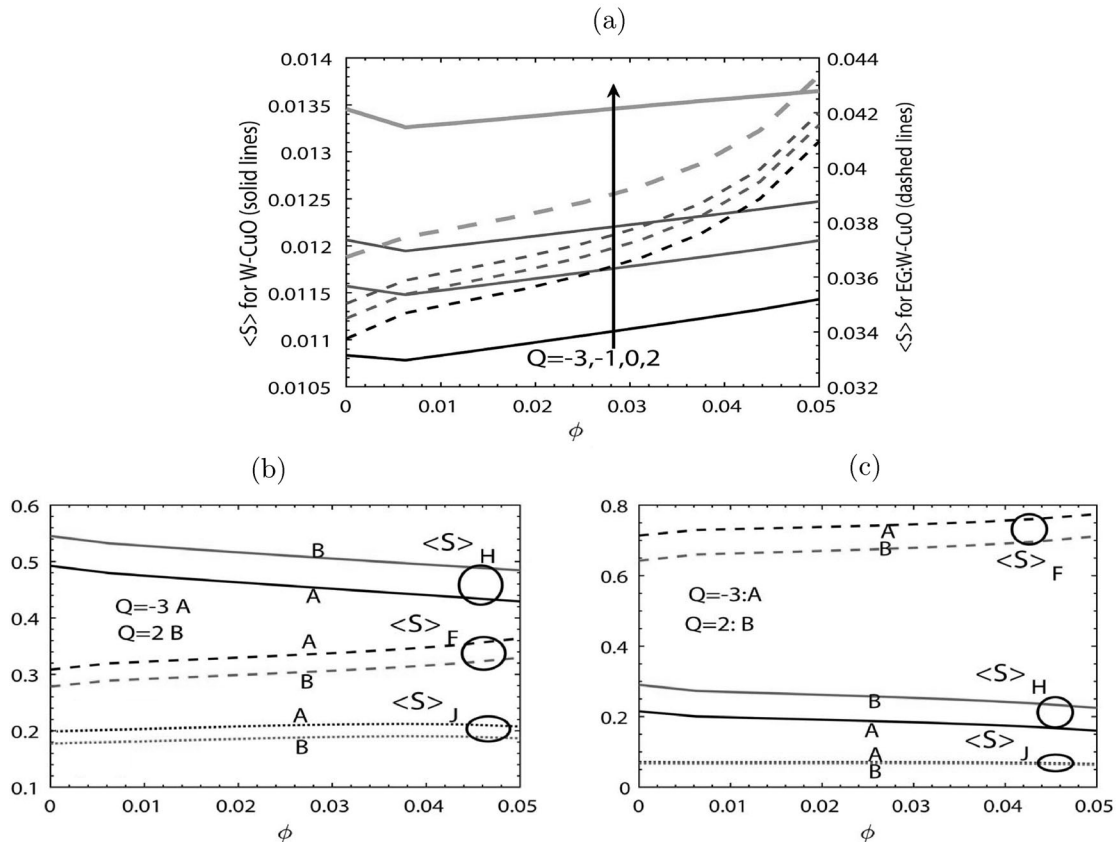 (a)
<S> for W-CuO (solid lines)
0.014
0.0135
0.013
0.0125
0.012
0.0115
0.011
0.0105
0.044
0.042
0.04
0.038
0.036
0.034
0.032
<S> for EG:W-CuO (dashed lines)
Q=-3,-1,0,2
0 0.01 0.02 0.03 0.04 0.05
ϕ
(b)
0.6
0.5
0.4
0.3
0.2
0.1
B
<S> H
A
Q=-3 A
Q=2 B
<S> F
A
B
<S> J
A
B
0 0.01 0.02 0.03 0.04 0.05
ϕ
(c)
0.8
0.6
0.4
0.2
0
A
B
<S> F
Q=-3:A
Q=2: B
<S> H
B
A
<S> J
A
B
0 0.01 0.02 0.03 0.04 0.05
ϕ